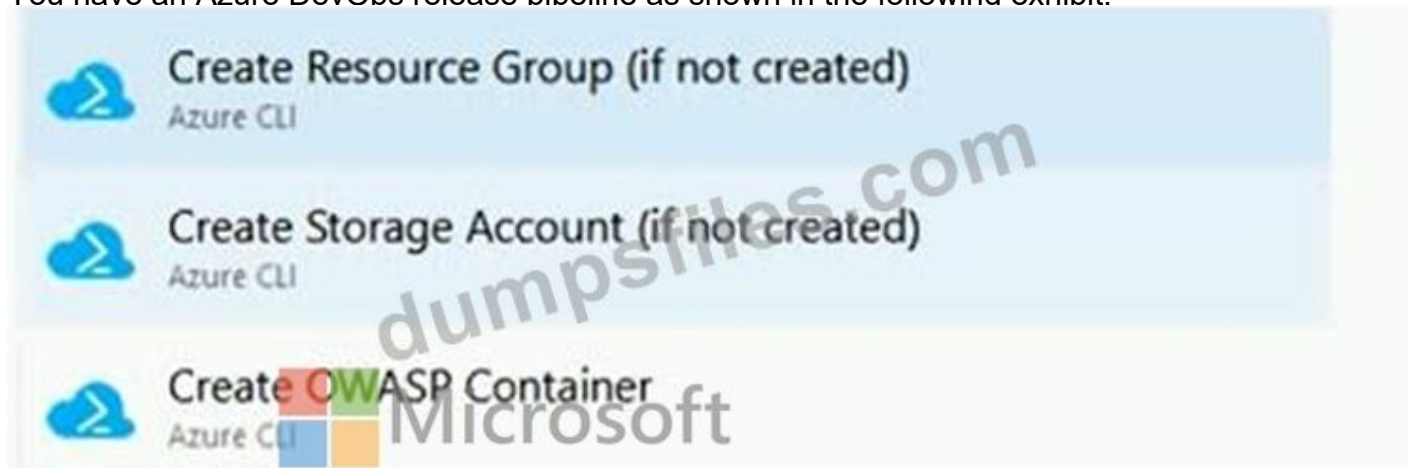 You have an Azure DevOps release pipeline as shown in the following exhibit.
Create Resource Group (if not created)
Azure CLI
Create Storage Account (if not created)
Azure CLI
dumpsfiles.com
Create OWASP Container
Azure CLI
Microsoft